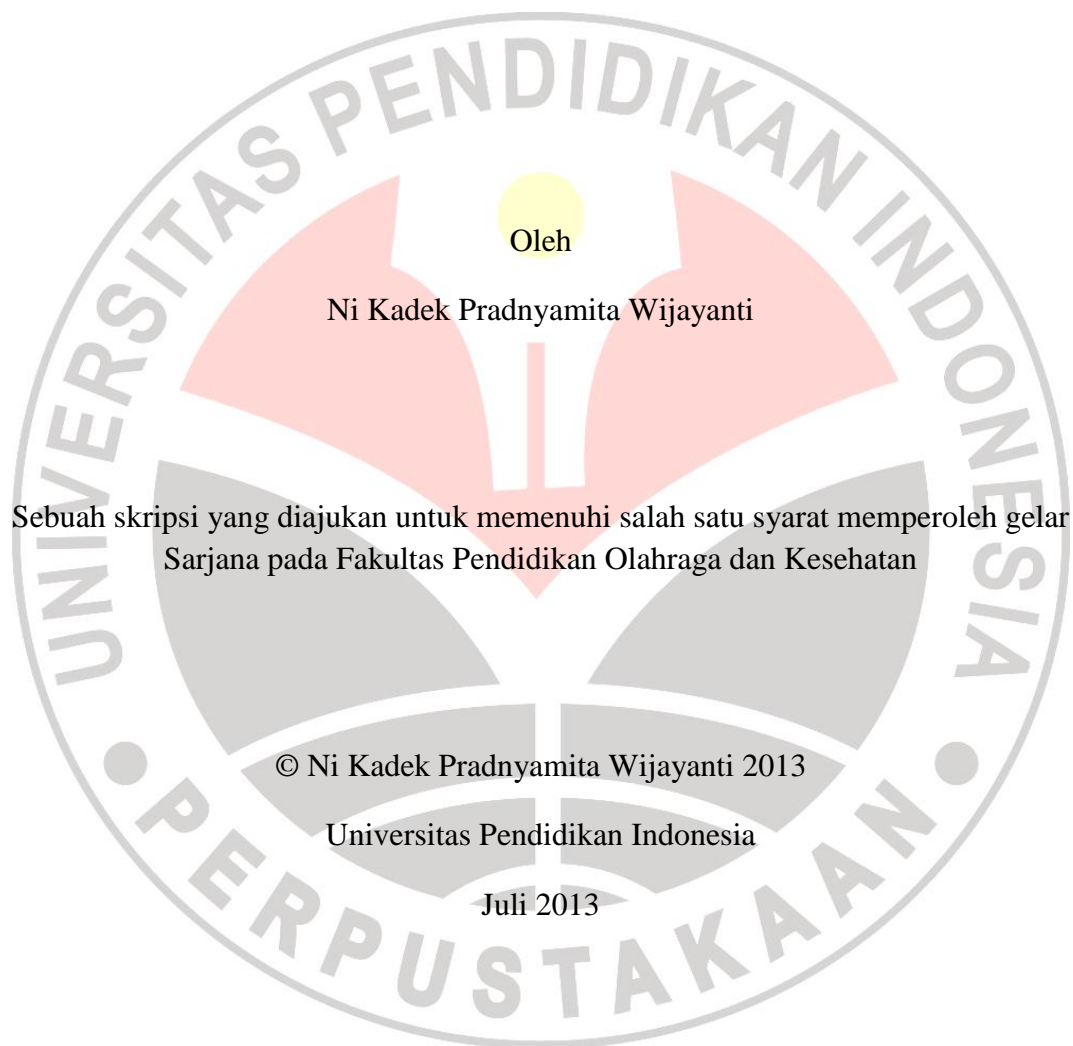 UNIVERSITAS PENDIDIKAN INDONESIA
Oleh
Ni Kadek Pradnyamita Wijayanti
Sebuah skripsi yang diajukan untuk memenuhi salah satu syarat memperoleh gelar
Sarjana pada Fakultas Pendidikan Olahraga dan Kesehatan
© Ni Kadek Pradnyamita Wijayanti 2013
Universitas Pendidikan Indonesia
Juli 2013
PERPUSTAKAAN